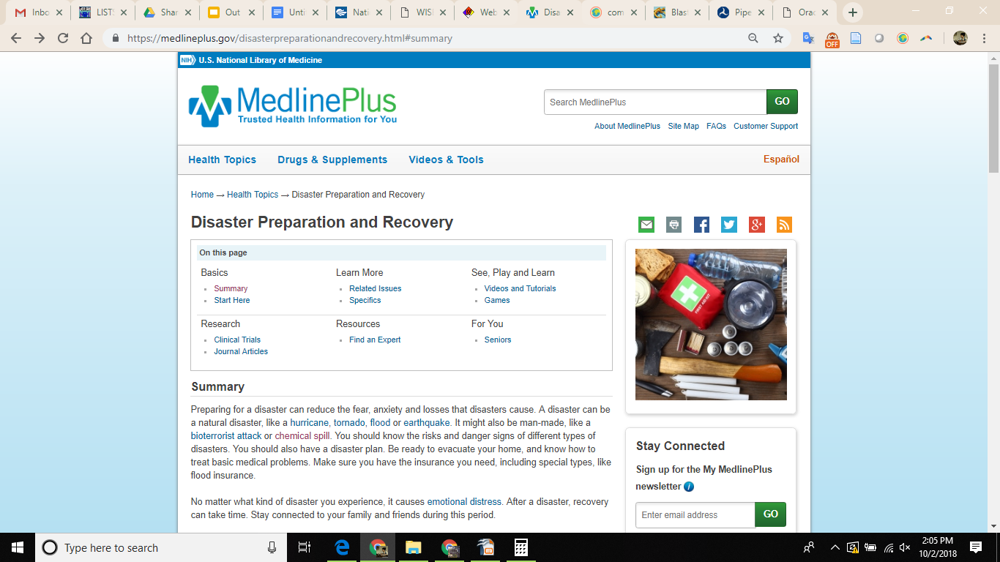 Inbo
LIST
Shar
Out
Unti
Nati
WIS
Web
Disa
com
Blast
Pipe
Orac
https://medlineplus.gov/disasterpreparationandrecovery.html#summary
OFF
NIH U.S. National Library of Medicine
MedlinePlus
Trusted Health Information for You
Search MedlinePlus
GO
About MedlinePlus Site Map FAQs Customer Support
Health Topics Drugs & Supplements Videos & Tools Español
Home → Health Topics → Disaster Preparation and Recovery
Disaster Preparation and Recovery
On this page
Basics
Summary
Start Here
Learn More
Related Issues
Specifics
See, Play and Learn
Videos and Tutorials
Games
Research
Clinical Trials
Journal Articles
Resources
Find an Expert
For You
Seniors
Summary
Preparing for a disaster can reduce the fear, anxiety and losses that disasters cause. A disaster can be
a natural disaster, like a hurricane, tornado, flood or earthquake. It might also be man-made, like a
bioterrorist attack or chemical spill. You should know the risks and danger signs of different types of
disasters. You should also have a disaster plan. Be ready to evacuate your home, and know how to
treat basic medical problems. Make sure you have the insurance you need, including special types, like
flood insurance.
No matter what kind of disaster you experience, it causes emotional distress. After a disaster, recovery
can take time. Stay connected to your family and friends during this period.
g+
FIRST AID KIT
Stay Connected
Sign up for the My MedlinePlus
newsletter i
Enter email address
GO
Type here to search
2:05 PM
10/2/2018